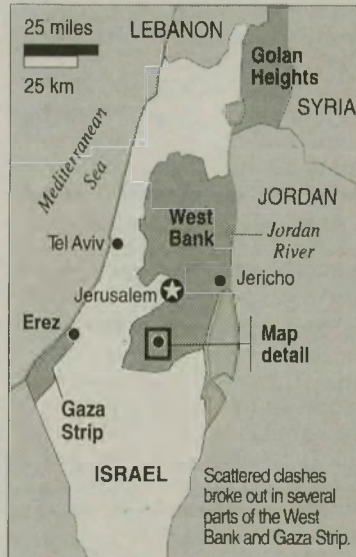 25 miles
25 km
LEBANON
Golan
Heights
SYRIA
Mediterranean
Sea
JORDAN
West
Bank
Jordan
River
Tel Aviv
Jericho
Jerusalem
Erez
Map
detail
Gaza
Strip
ISRAEL
Scattered clashes
broke out in several
parts of the West
Bank and Gaza Strip.